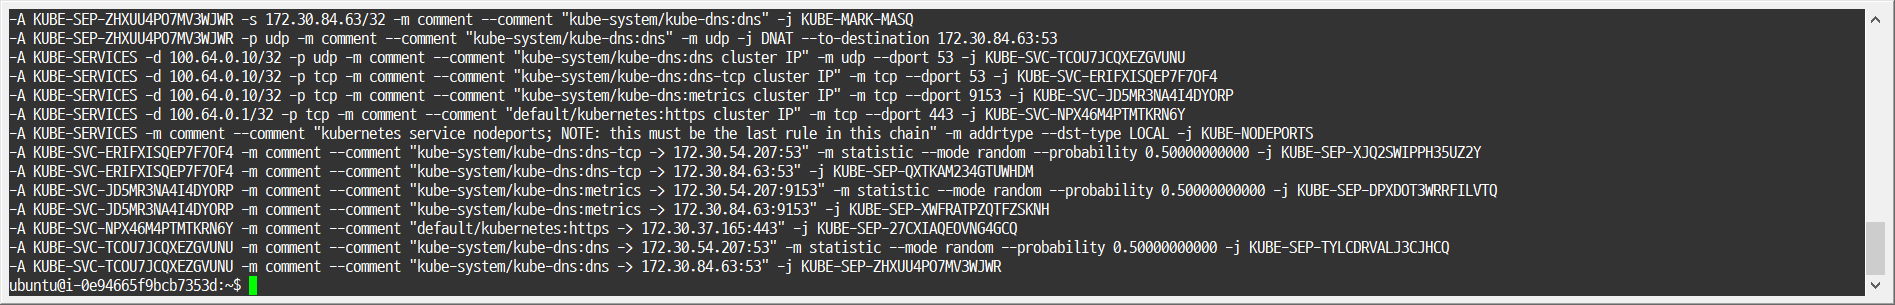 -A KUBE-SEP-ZHXUU4PO7MV3WJWR -s 172.30.84.63/32 -m comment --comment "kube-system/kube-dns:dns" -j KUBE-MARK-MASQ
-A KUBE-SEP-ZHXUU4PO7MV3WJWR -p udp -m comment --comment "kube-system/kube-dns:dns" -m udp -j DNAT --to-destination 172.30.84.63:53
-A KUBE-SERVICES -d 100.64.0.10/32 -p udp -m comment --comment "kube-system/kube-dns:dns cluster IP" -m udp --dport 53 -j KUBE-SVC-TCOU7JCQXEZGVUNU
-A KUBE-SERVICES -d 100.64.0.10/32 -p tcp -m comment --comment "kube-system/kube-dns:dns-tcp cluster IP" -m tcp --dport 53 -j KUBE-SVC-ERIFXISQEP7F7OF4
-A KUBE-SERVICES -d 100.64.0.10/32 -p tcp -m comment --comment "kube-system/kube-dns:metrics cluster IP" -m tcp --dport 9153 -j KUBE-SVC-JD5MR3NA4I4DYORP
-A KUBE-SERVICES -d 100.64.0.1/32 -p tcp -m comment --comment "default/kubernetes:https cluster IP" -m tcp --dport 443 -j KUBE-SVC-NPX46M4PTMTKRN6Y
-A KUBE-SERVICES -m comment --comment "kubernetes service nodeports; NOTE: this must be the last rule in this chain" -m addrtype --dst-type LOCAL -j KUBE-NODEPORTS
-A KUBE-SVC-ERIFXISQEP7F7OF4 -m comment --comment "kube-system/kube-dns:dns-tcp -> 172.30.54.207:53" -m statistic --mode random --probability 0.50000000000 -j KUBE-SEP-XJQ2SWIPPH35UZ2Y
-A KUBE-SVC-ERIFXISQEP7F7OF4 -m comment --comment "kube-system/kube-dns:dns-tcp -> 172.30.84.63:53" -j KUBE-SEP-QXTKAM234GTUWHDM
-A KUBE-SVC-JD5MR3NA4I4DYORP -m comment --comment "kube-system/kube-dns:metrics -> 172.30.54.207:9153" -m statistic --mode random --probability 0.50000000000 -j KUBE-SEP-DPXDOT3WRRFILVTQ
-A KUBE-SVC-JD5MR3NA4I4DYORP -m comment --comment "kube-system/kube-dns:metrics -> 172.30.84.63:9153" -j KUBE-SEP-XWFRATPZQTFZSKNH
-A KUBE-SVC-NPX46M4PTMTKRN6Y -m comment --comment "default/kubernetes:https -> 172.30.37.165:443" -j KUBE-SEP-27CXIAQEOVNG4GCQ
-A KUBE-SVC-TCOU7JCQXEZGVUNU -m comment --comment "kube-system/kube-dns:dns -> 172.30.54.207:53" -m statistic --mode random --probability 0.50000000000 -j KUBE-SEP-TYLCDRVALJ3CJHCQ
-A KUBE-SVC-TCOU7JCQXEZGVUNU -m comment --comment "kube-system/kube-dns:dns -> 172.30.84.63:53" -j KUBE-SEP-ZHXUU4PO7MV3WJWR
ubuntu@i-0e94665f9bcb7353d:~$